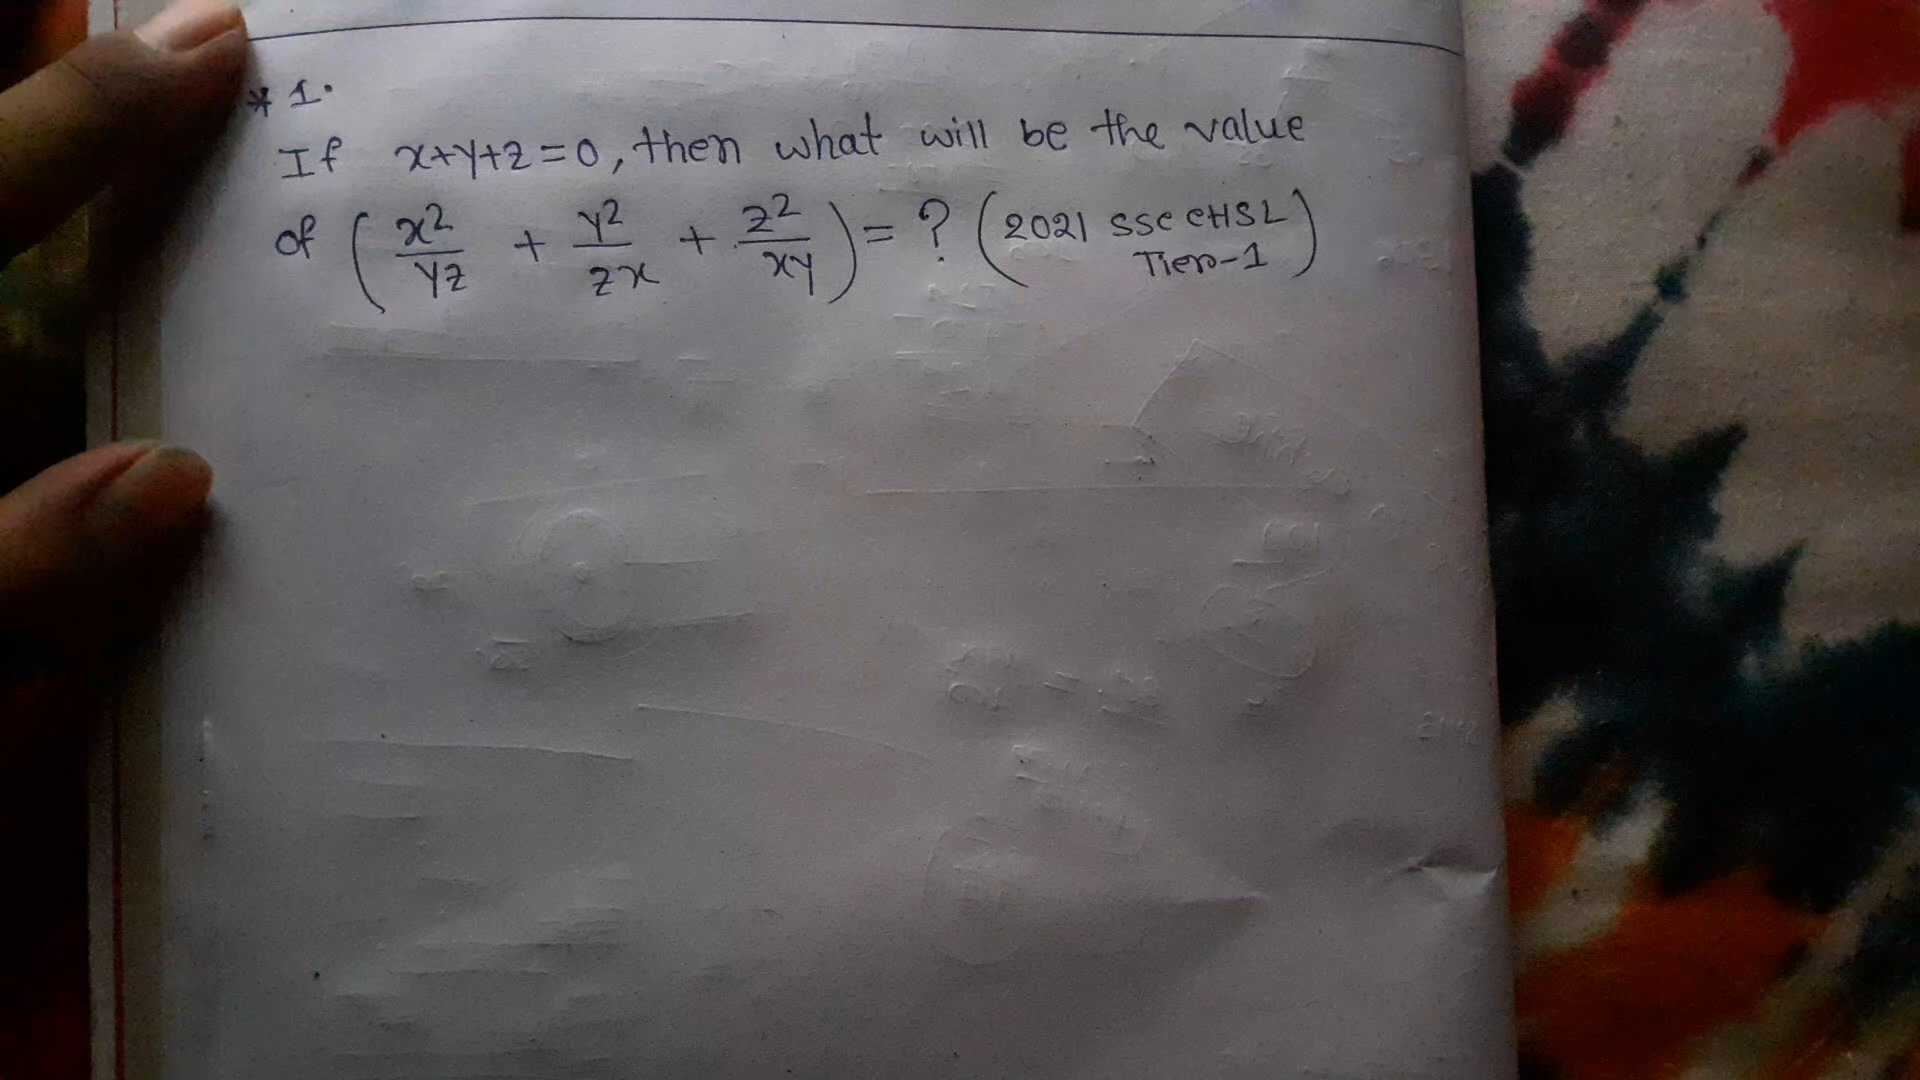 * 1.
If x+y+z=0, then what will be the value
of (x²/yz + y²/zx + z²/xy) = ? (2021 SSC CHSL
Tier-1)